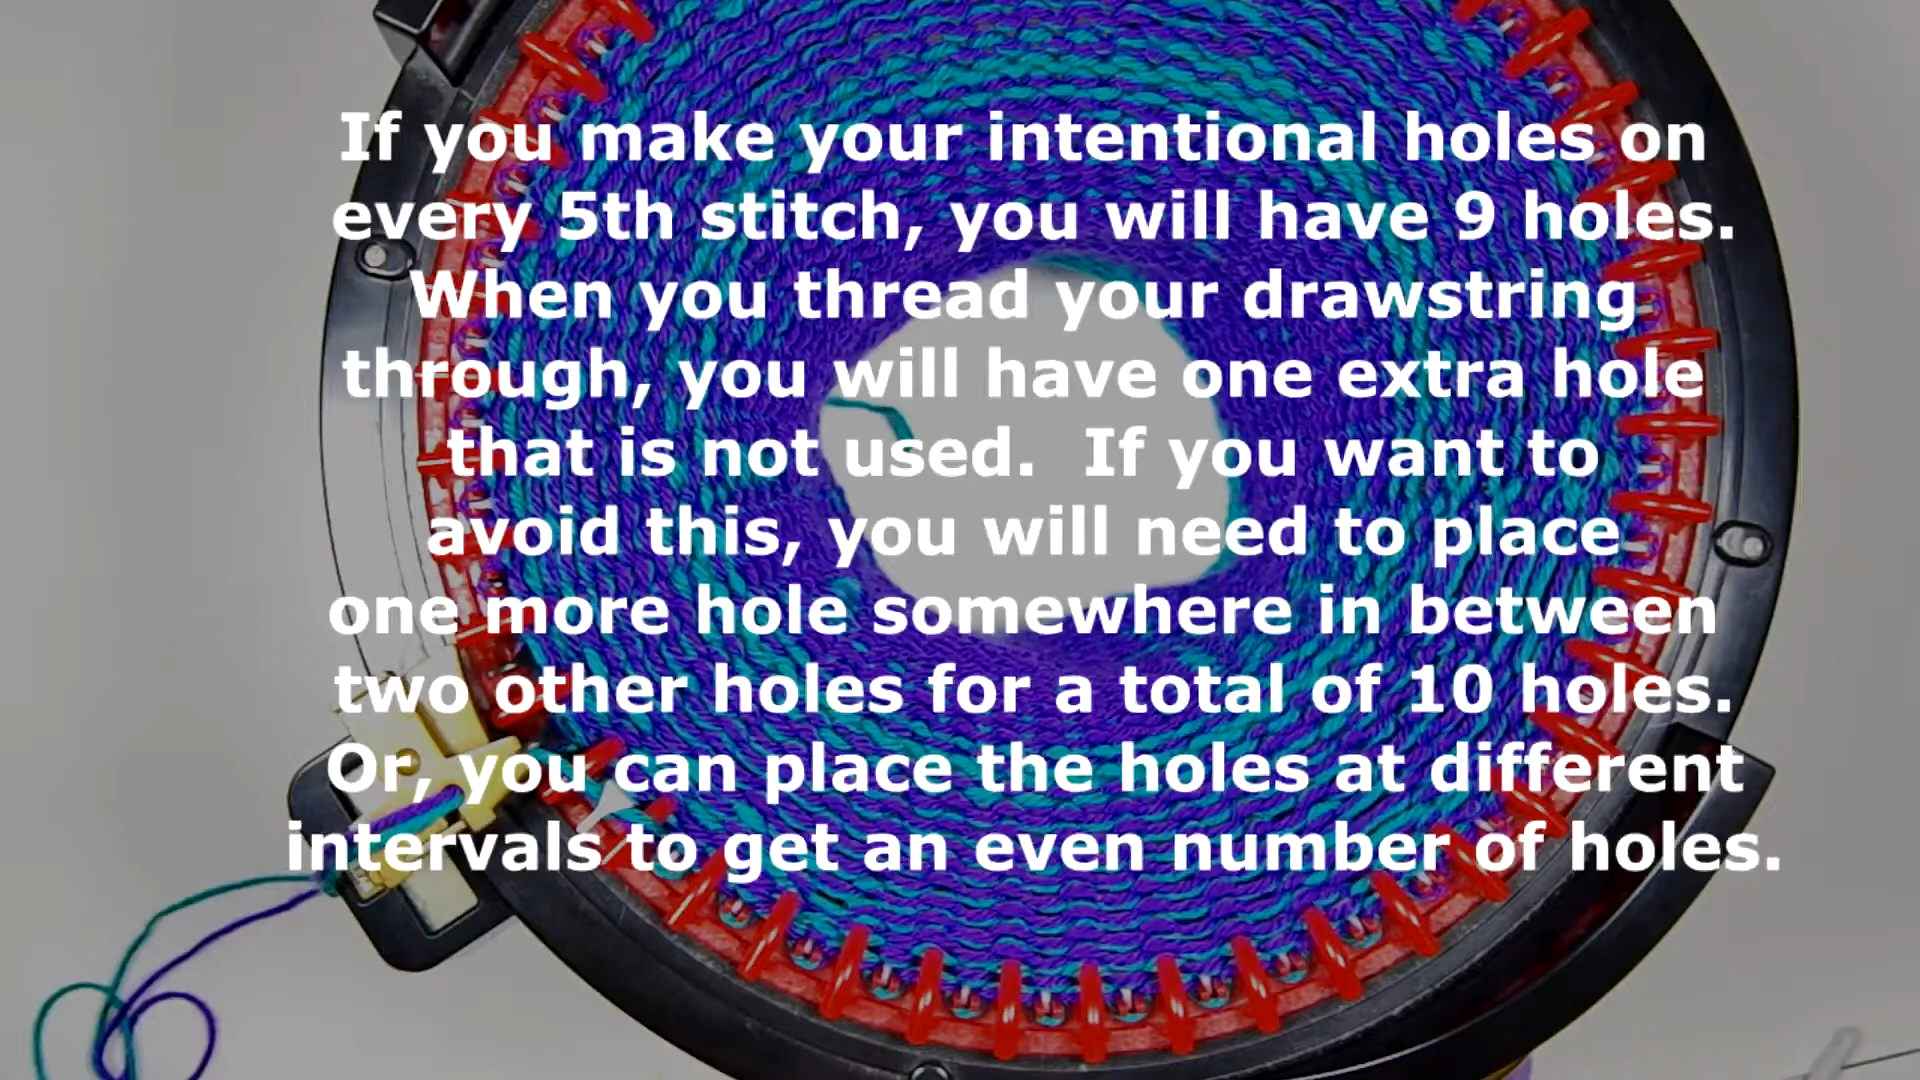 If you make your intentional holes on
every 5th stitch, you will have 9 holes.
When you thread your drawstring
through, you will have one extra hole
that is not used.  If you want to
avoid this, you will need to place
one more hole somewhere in between
two other holes for a total of 10 holes.
Or, you can place the holes at different
intervals to get an even number of holes.